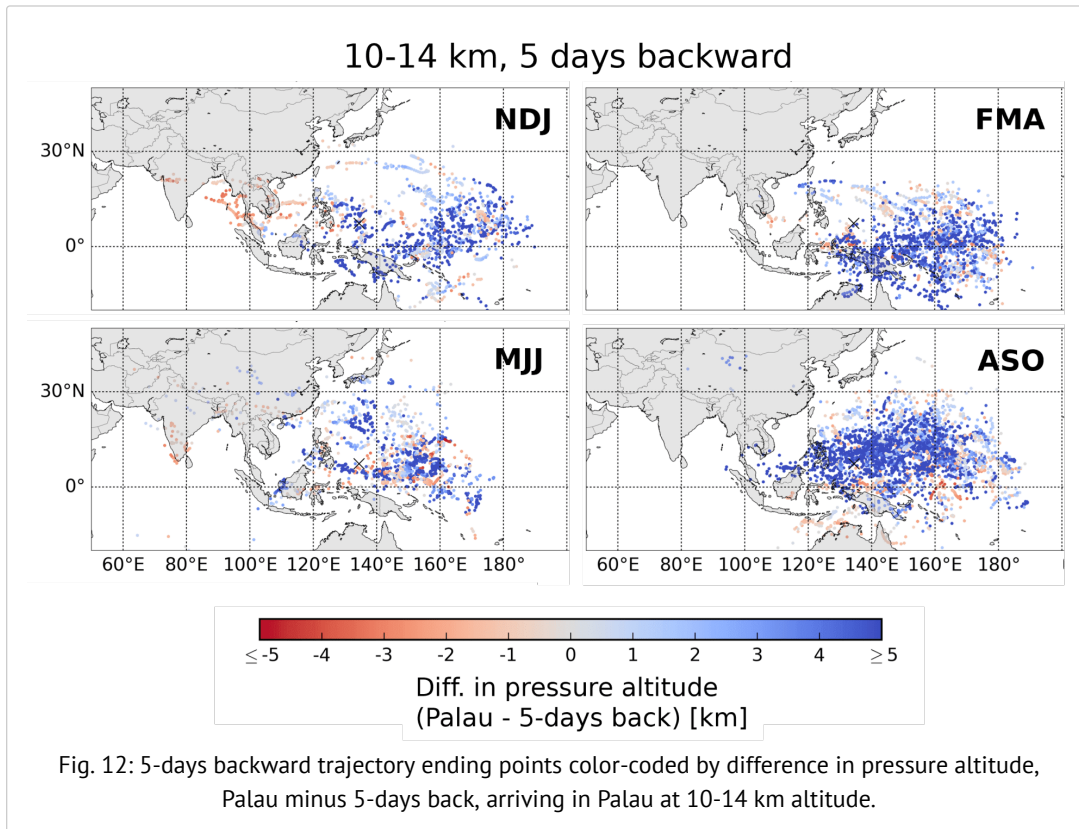 10-14 km, 5 days backward
NDJ
FMA
30°N
0°
MJJ
ASO
30°N
0°
60°E 80°E 100°E 120°E 140°E 160°E 180° 60°E 80°E 100°E 120°E 140°E 160°E 180°
≤ -5 -4 -3 -2 -1 0 1 2 3 4 ≥ 5
Diff. in pressure altitude
(Palau - 5-days back) [km]
Fig. 12: 5-days backward trajectory ending points color-coded by difference in pressure altitude,
Palau minus 5-days back, arriving in Palau at 10-14 km altitude.